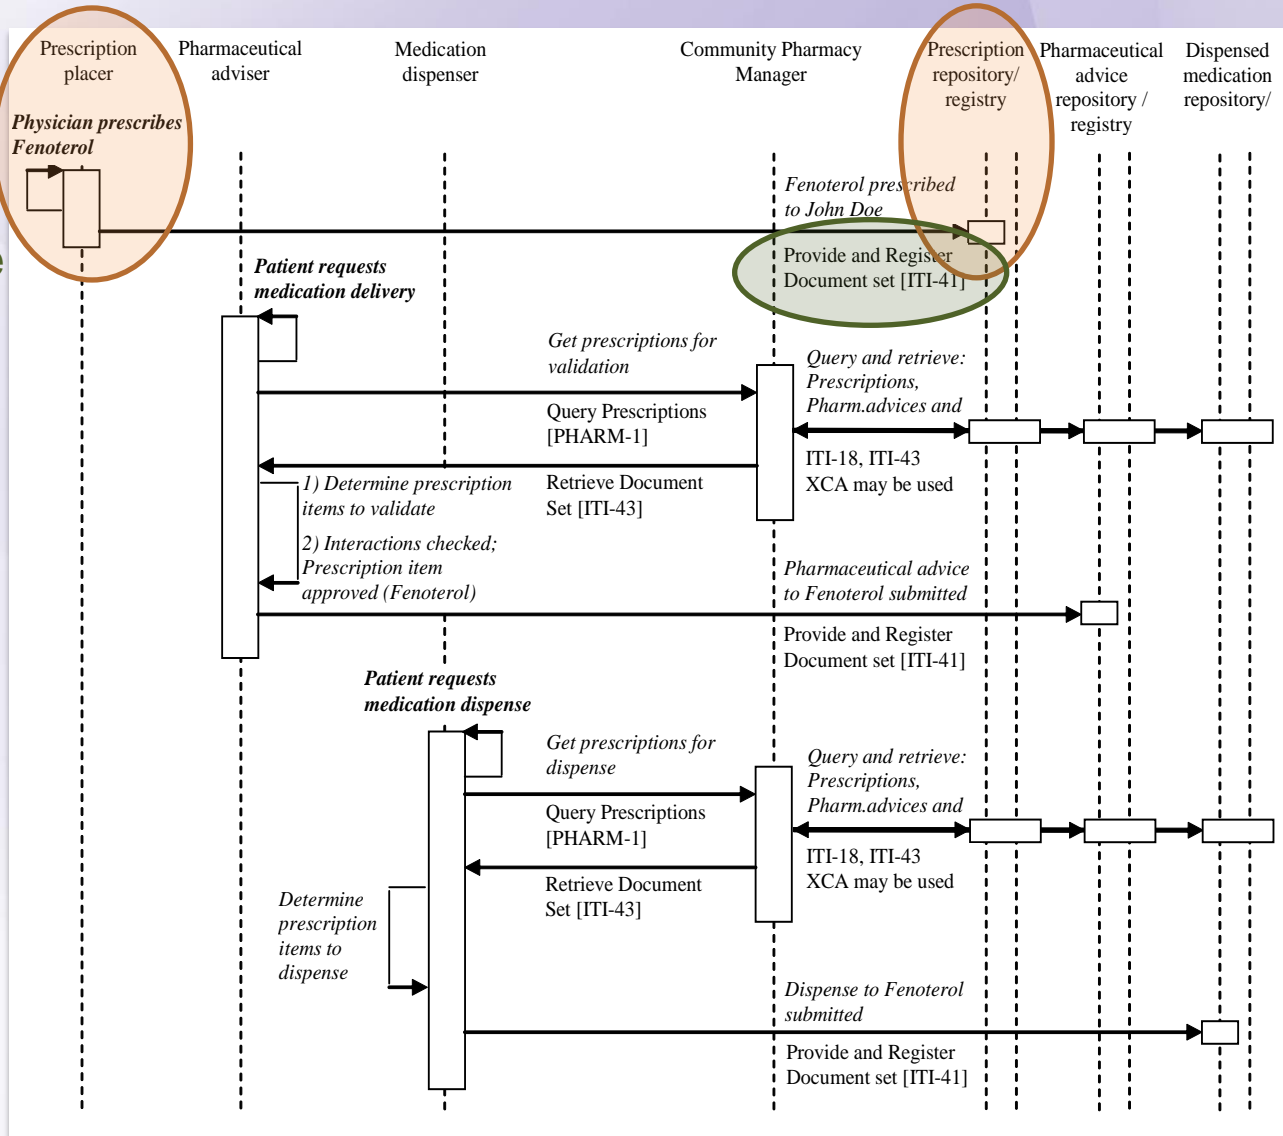 Prescription
placer
Pharmaceutical
adviser
Medication
dispenser
Community Pharmacy
Manager
Prescription
repository/
registry
Pharmaceutical
advice
repository /
registry
Dispensed
medication
repository/
Physician prescribes
Fenoterol
Fenoterol prescribed
to John Doe
Provide and Register
Document set [ITI-41]
e
Patient requests
medication delivery
Get prescriptions for
validation
Query Prescriptions
[PHARM-1]
Query and retrieve:
Prescriptions,
Pharm.advices and
ITI-18, ITI-43
XCA may be used
Retrieve Document
Set [ITI-43]
1) Determine prescription
items to validate
2) Interactions checked;
Prescription item
approved (Fenoterol)
Pharmaceutical advice
to Fenoterol submitted
Provide and Register
Document set [ITI-41]
Patient requests
medication dispense
Get prescriptions for
dispense
Query Prescriptions
[PHARM-1]
Query and retrieve:
Prescriptions,
Pharm.advices and
ITI-18, ITI-43
XCA may be used
Retrieve Document
Set [ITI-43]
Determine
prescription
items to
dispense
Dispense to Fenoterol
submitted
Provide and Register
Document set [ITI-41]